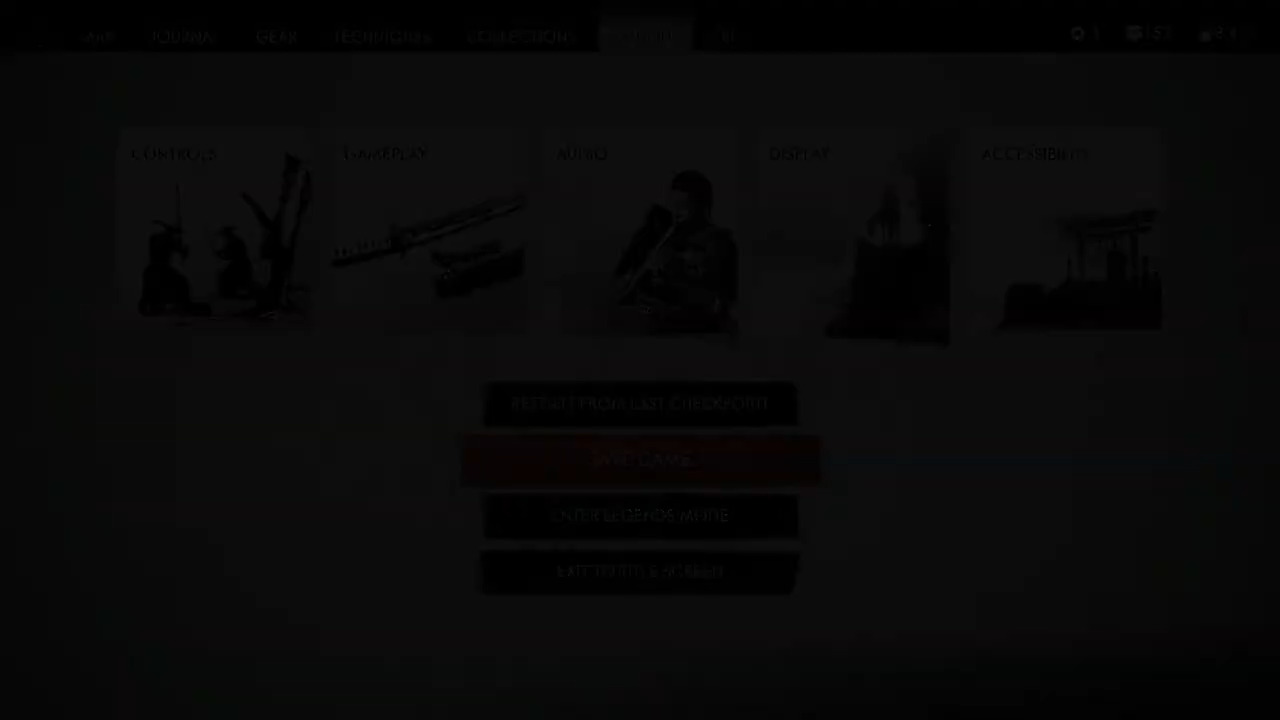 MAP JOURNAL GEAR TECHNIQUES COLLECTIONS OPTIONS
CONTROLS
GAMEPLAY
AUDIO
DISPLAY
ACCESSIBILITY
RESTART FROM LAST CHECKPOINT
SAVE GAME
ENTER LEGENDS MODE
EXIT TO TITLE SCREEN